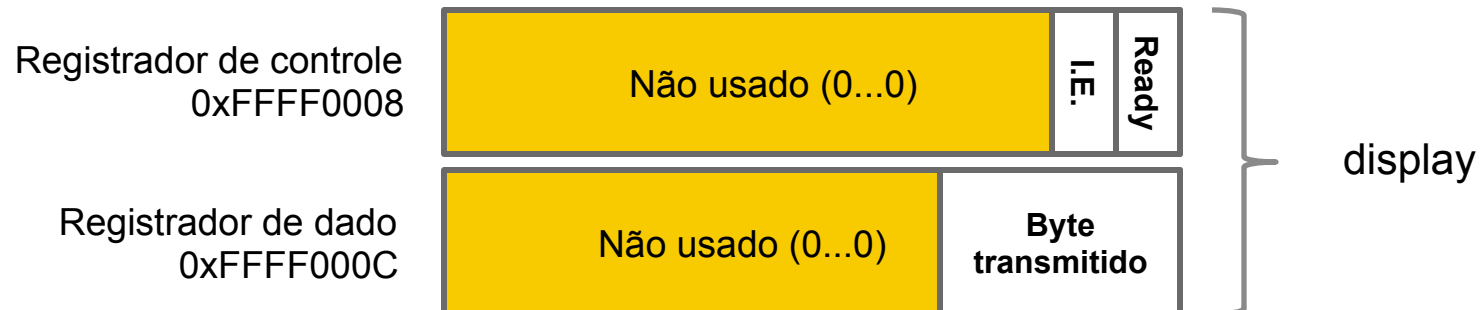 Registrador de controle
0xFFFF0008
Não usado (0...0)
I.E.
Ready
display
Registrador de dado
0xFFFF000C
Não usado (0...0)
Byte
transmitido